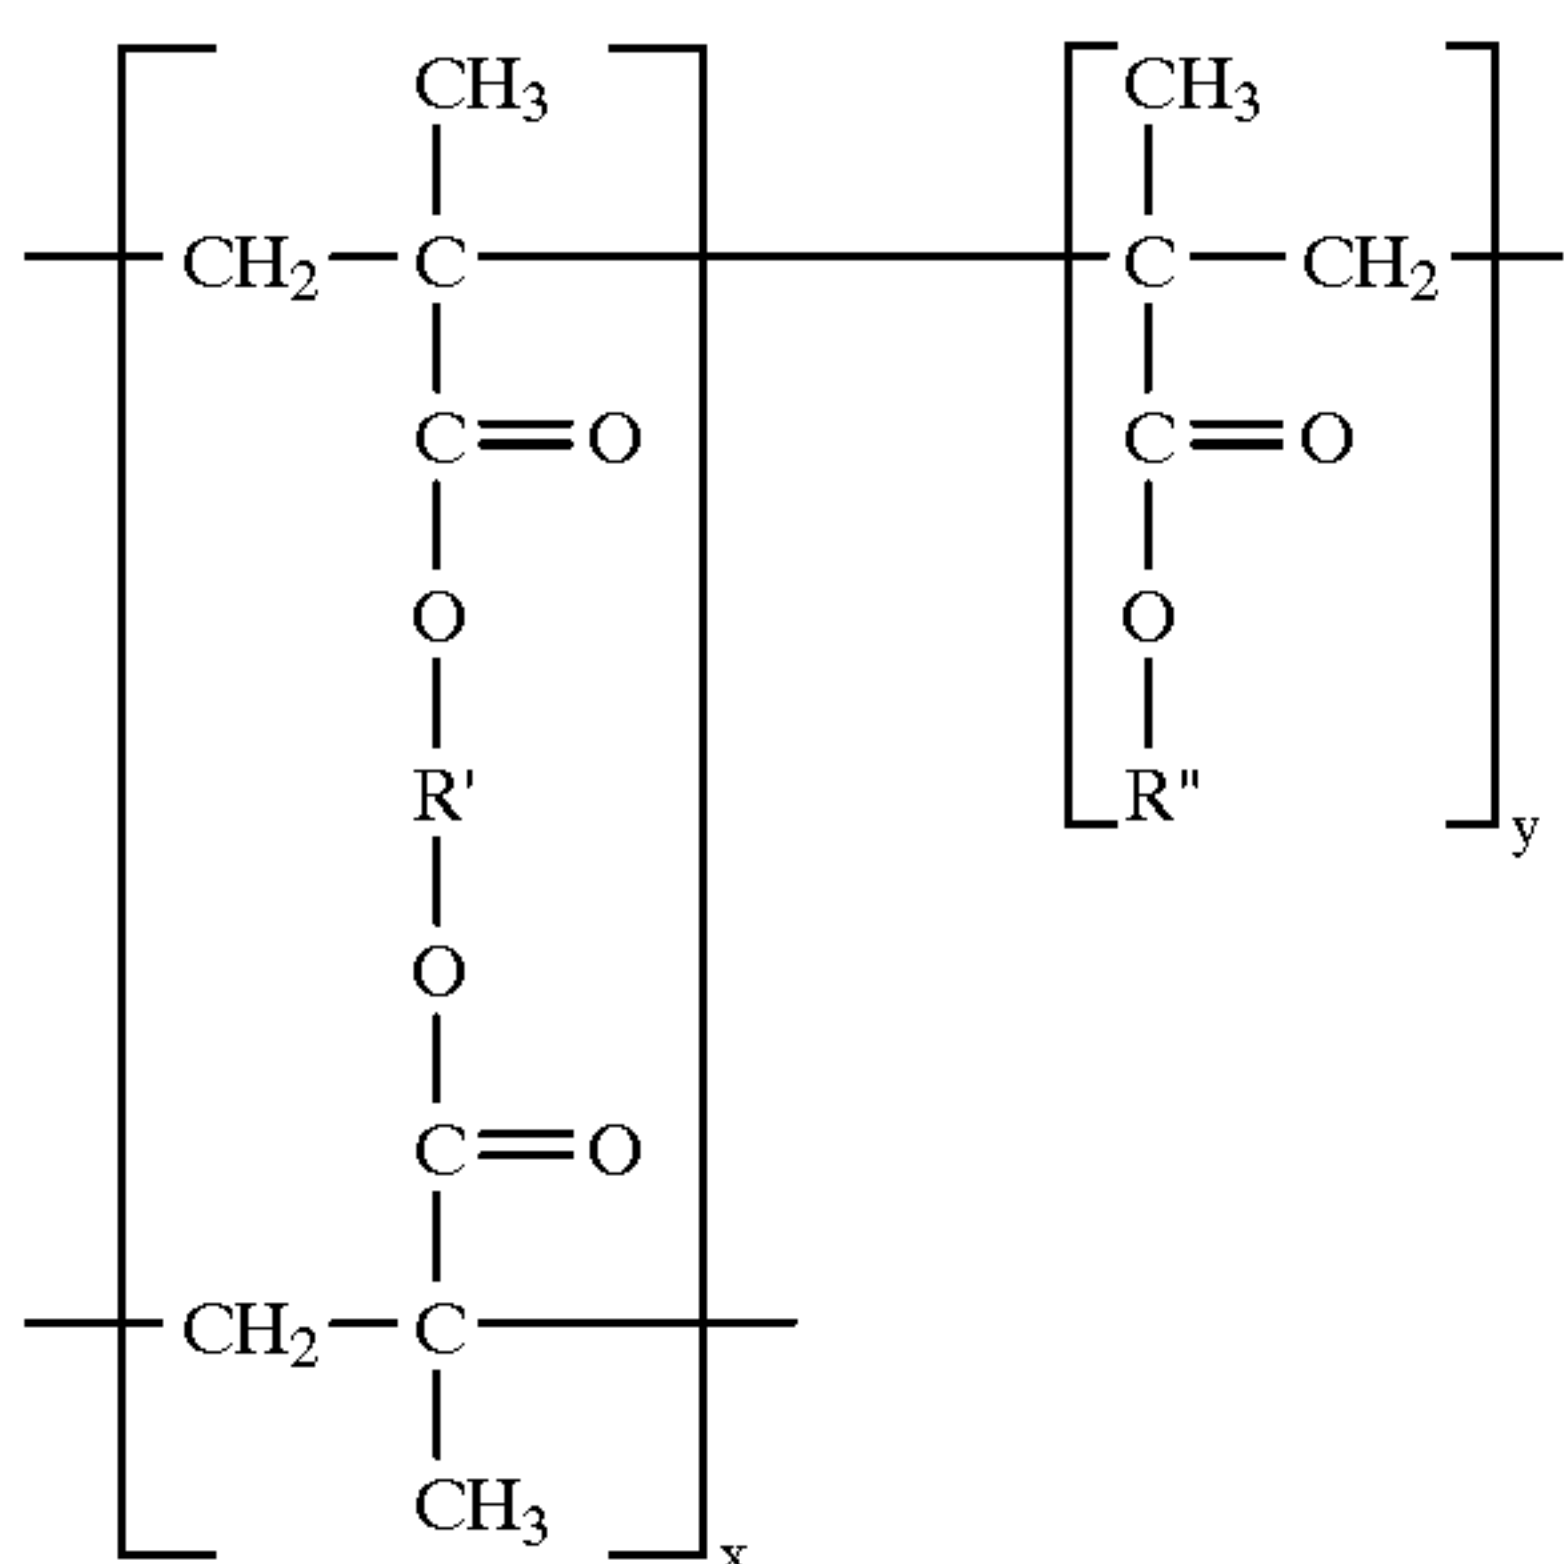 CH₃ CH₃
CH₂ C C CH₂
C=O C=O
O O
R' R"
y
O
C=O
CH₂ C
CH₃
x